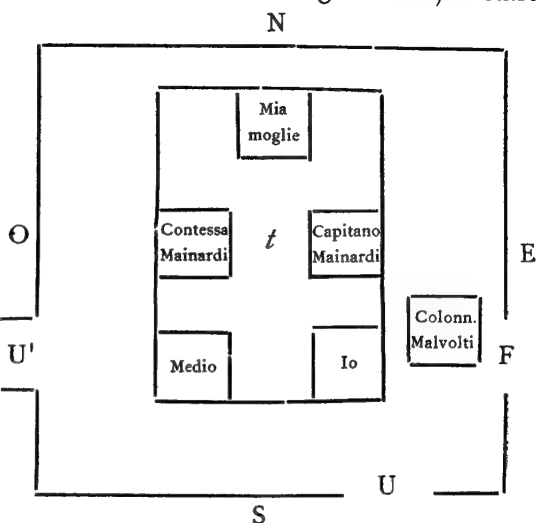 N
Mia
moglie
O
Contessa
Mainardi
t
Capitano
Mainardi
E
Colonn.
Malvolti
U'
Medio
Io
F
U
S